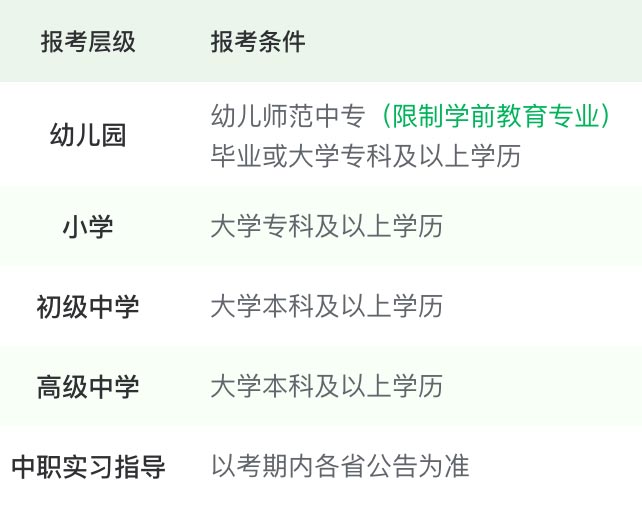 报考层级 报考条件
幼儿园 幼儿师范中专（限制学前教育专业）
毕业或大学专科及以上学历
小学 大学专科及以上学历
初级中学 大学本科及以上学历
高级中学 大学本科及以上学历
中职实习指导 以考期内各省公告为准